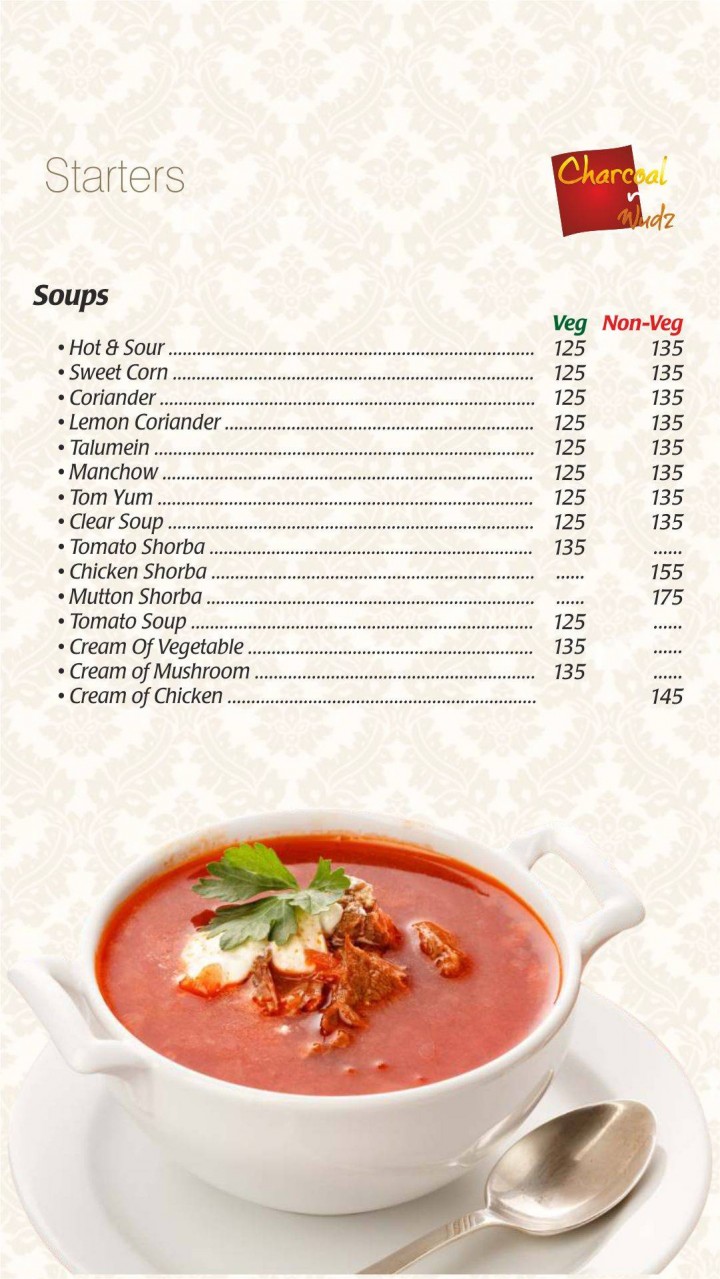 Starters
Charcoal
n
Wudz
Soups
Veg Non-Veg
• Hot & Sour ........................................................................ 125 135
• Sweet Corn ........................................................................ 125 135
• Coriander ........................................................................ 125 135
• Lemon Coriander ................................................................ 125 135
• Talumein ........................................................................ 125 135
• Manchow ........................................................................ 125 135
• Tom Yum ........................................................................ 125 135
• Clear Soup ........................................................................ 125 135
• Tomato Shorba .................................................................. 135 ......
• Chicken Shorba .................................................................. ...... 155
• Mutton Shorba .................................................................. ...... 175
• Tomato Soup ...................................................................... 125 ......
• Cream Of Vegetable .......................................................... 135 ......
• Cream of Mushroom ......................................................... 135 ......
• Cream of Chicken ............................................................... 145